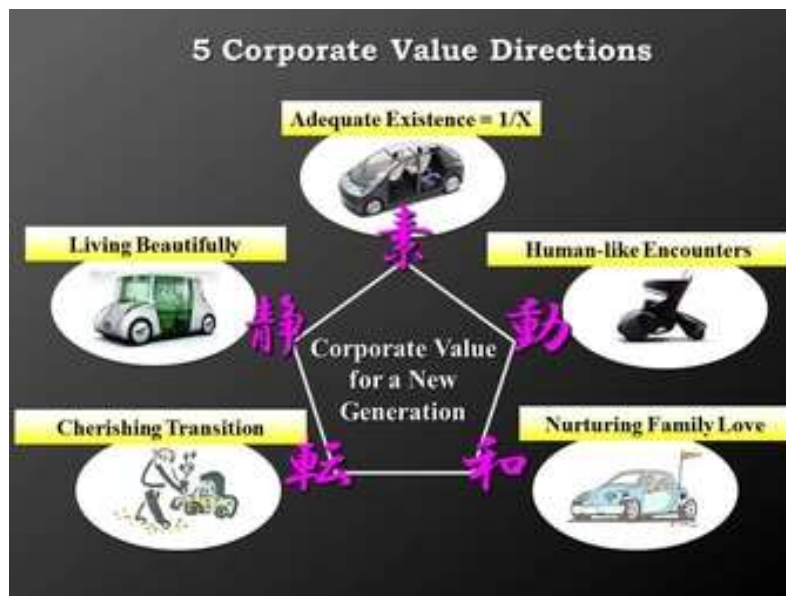 5 Corporate Value Directions
Adequate Existence = 1/X
素
Living Beautifully
静
Human-like Encounters
動
Corporate Value
for a New
Generation
Cherishing Transition
転
Nurturing Family Love
和